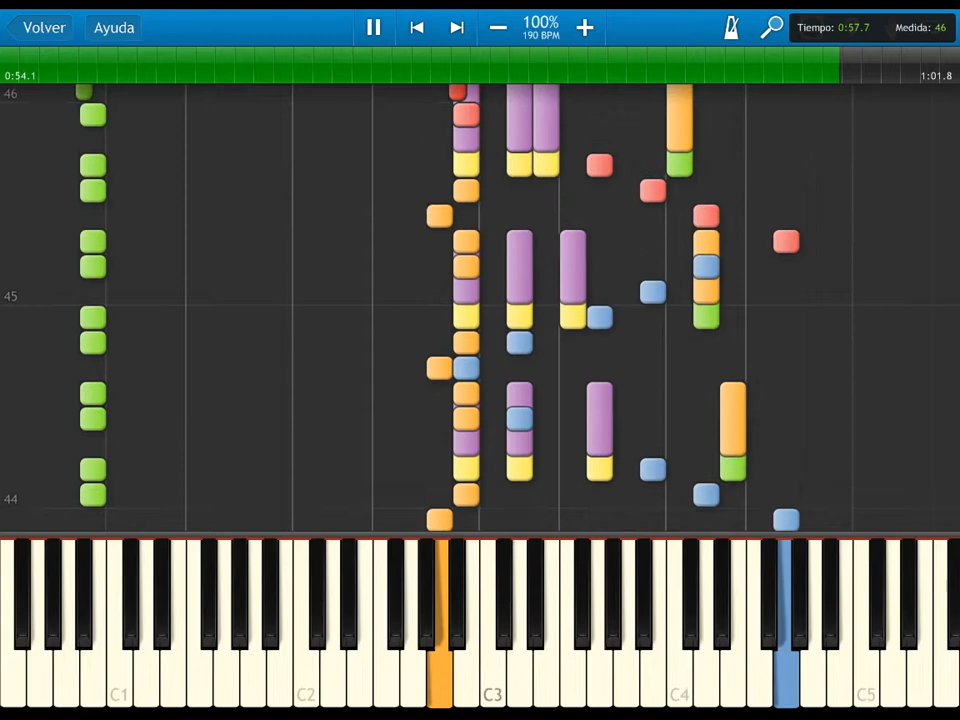 Volver
Ayuda
100%
190 BPM
Tiempo: 0:57.7
Medida: 46
0:54.1
1:01.8
46
45
44
C1
C2
C3
C4
C5